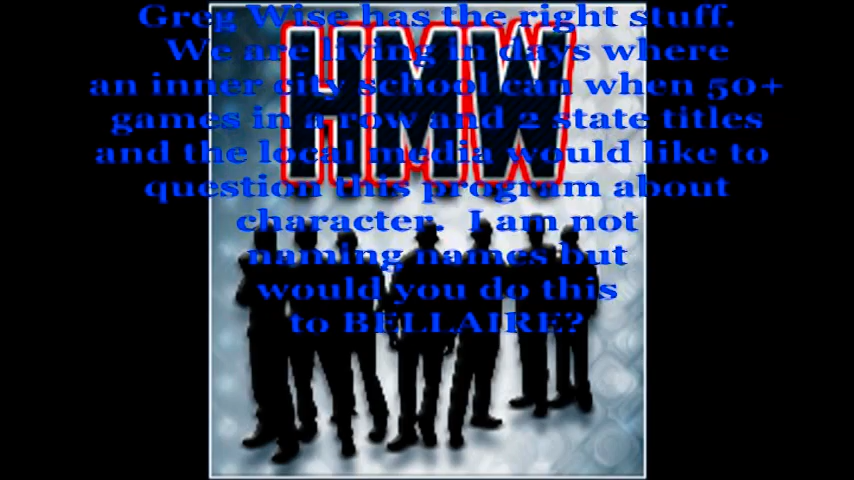 Greg Wise has the right stuff.
We are living in days where
an inner city school can when 50+
games in a row and 2 state titles
and the local media would like to
question this program about
character. I am not
naming names but
would you do this
to BELLAIRE?
HMW